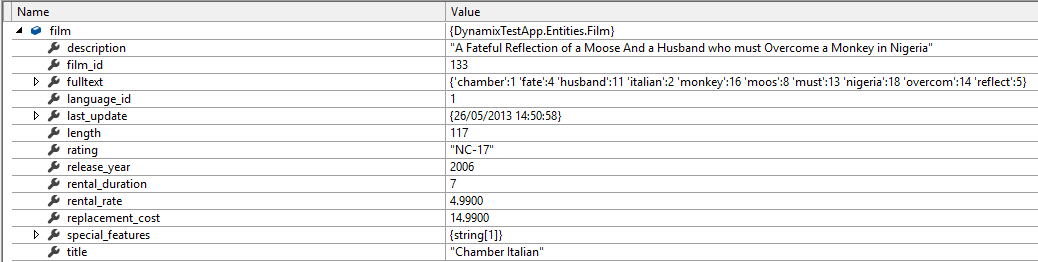 Name Value
film {DynamixTestApp.Entities.Film}
description "A Fateful Reflection of a Moose And a Husband who must Overcome a Monkey in Nigeria"
film_id 133
fulltext {'chamber':1 'fate':4 'husband':11 'italian':2 'monkey':16 'moos':8 'must':13 'nigeria':18 'overcom':14 'reflect':5}
language_id 1
last_update {26/05/2013 14:50:58}
length 117
rating "NC-17"
release_year 2006
rental_duration 7
rental_rate 4.9900
replacement_cost 14.9900
special_features {string[1]}
title "Chamber Italian"